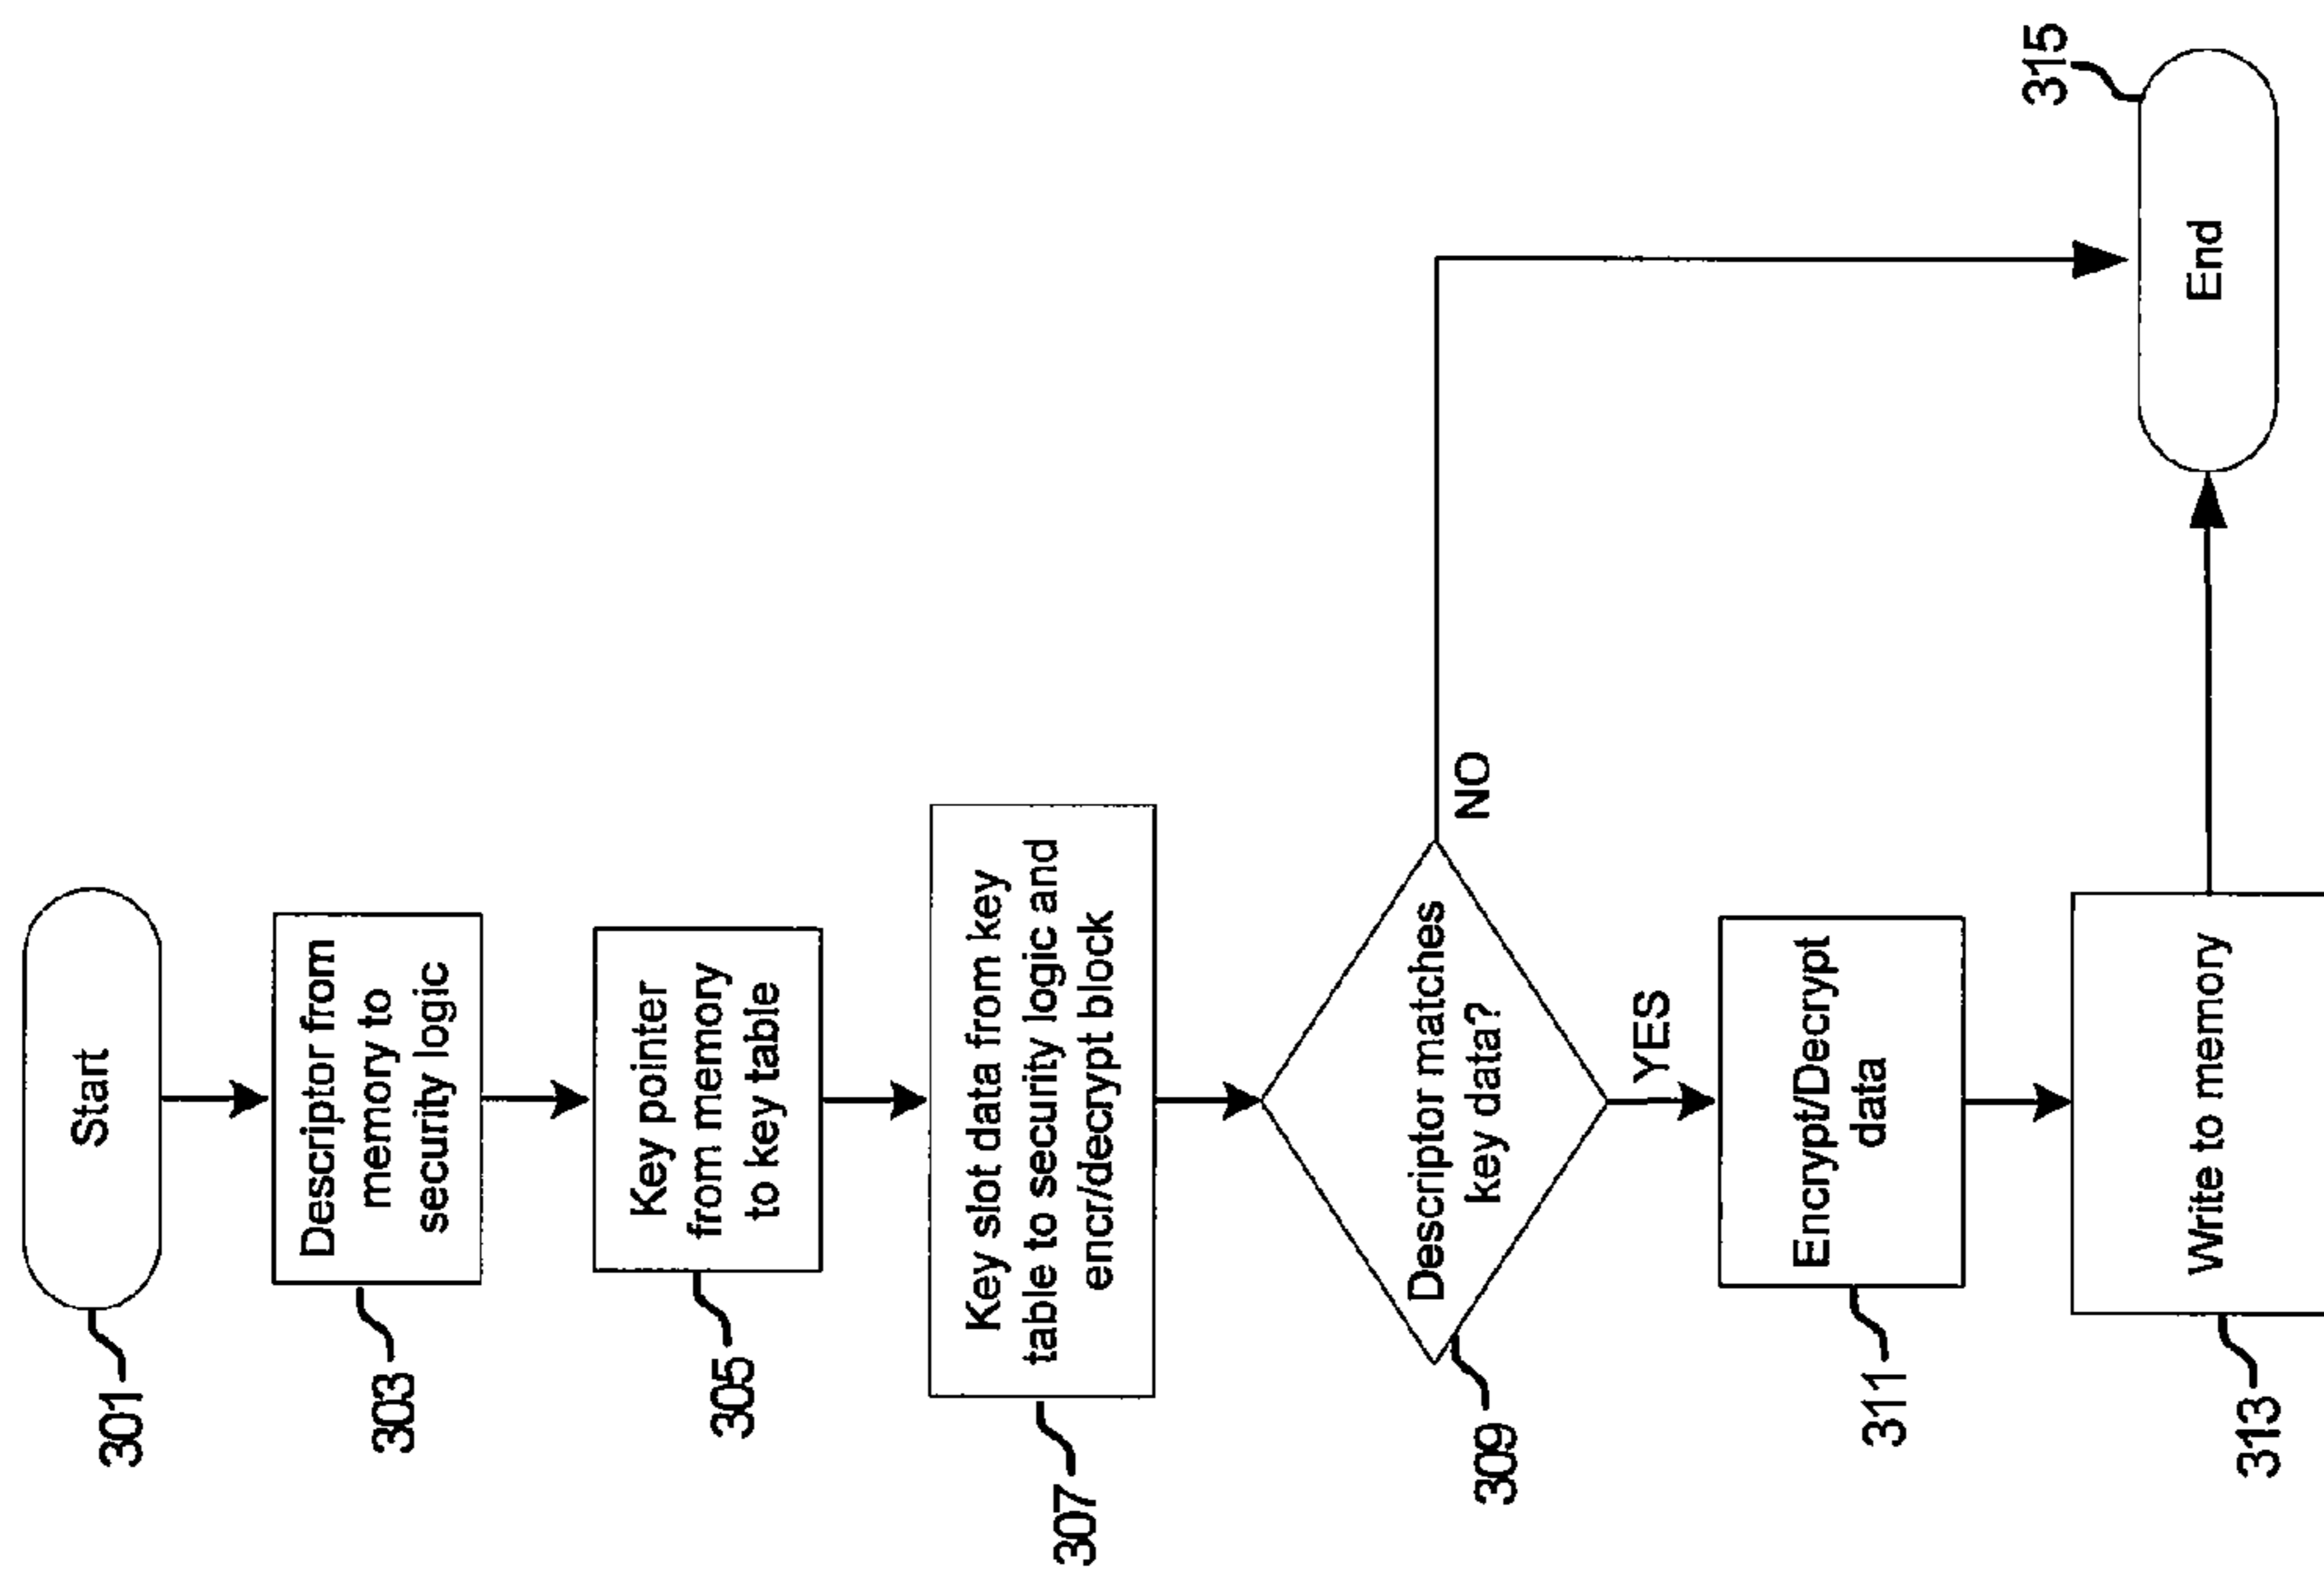 301
Start
303
Descriptor from
memory to
security logic
305
Key pointer
from memory
to key table
307
Key slot data from key
table to security logic and
encr/decrypt block
309
Descriptor matches
key data?
NO
YES
311
Encrypt/Decrypt
data
313
Write to memory
315
End